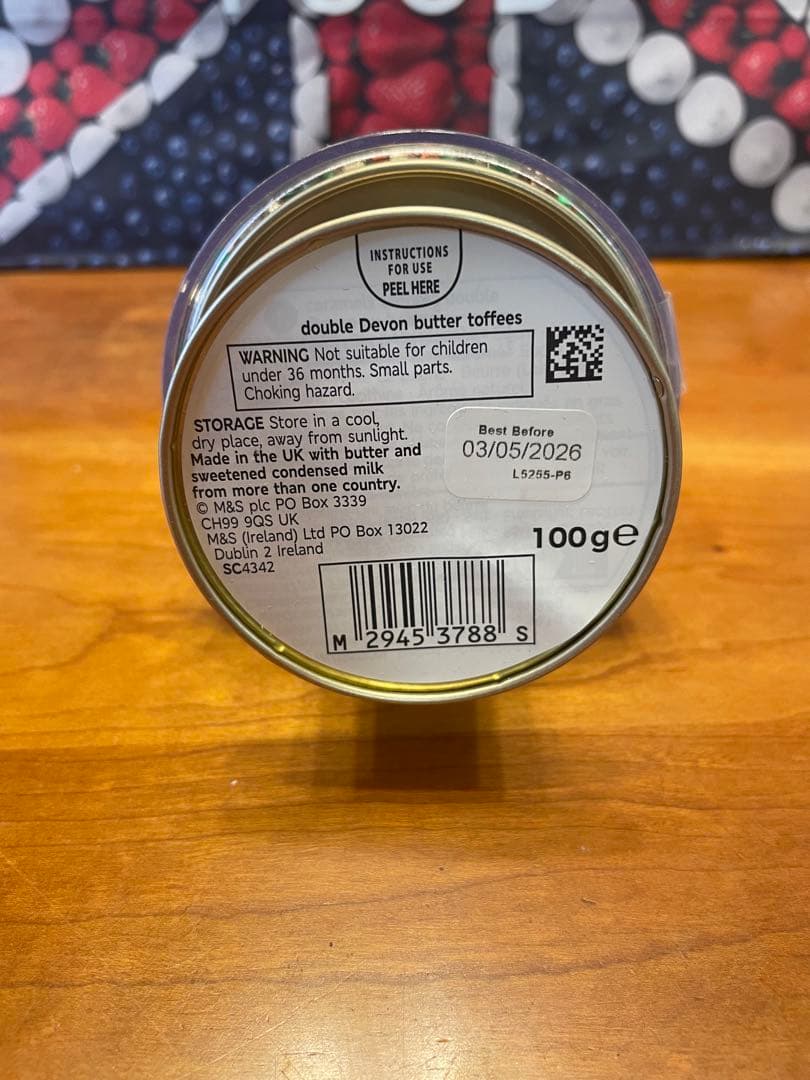 INSTRUCTIONS
FOR USE
PEEL HERE
double Devon butter toffees
WARNING Not suitable for children
under 36 months. Small parts.
Choking hazard.
STORAGE Store in a cool,
dry place, away from sunlight.
Made in the UK with butter and
sweetened condensed milk
from more than one country.
© M&S plc PO Box 3339
CH99 9QS UK
M&S (Ireland) Ltd PO Box 13022
Dublin 2 Ireland
SC4342
Best Before
03/05/2026
L5255-P6
100g℮
M 2945 3788 S